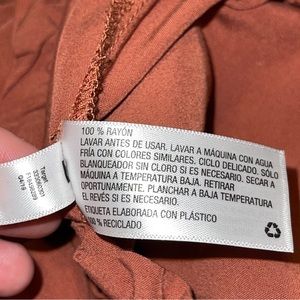 100 % RAYÓN
LAVAR ANTES DE USAR. LAVAR A MÁQUINA CON AGUA
FRÍA CON COLORES SIMILARES. CICLO DELICADO. SÓLO
BLANQUEADOR SIN CLORO SI ES NECESARIO. SECAR A
MÁQUINA A TEMPERATURA BAJA. RETIRAR
OPORTUNAMENTE. PLANCHAR A BAJA TEMPERATURA
EL REVÉS SI ES NECESARIO.
ETIQUETA ELABORADA CON PLÁSTICO
100 % RECICLADO
Target